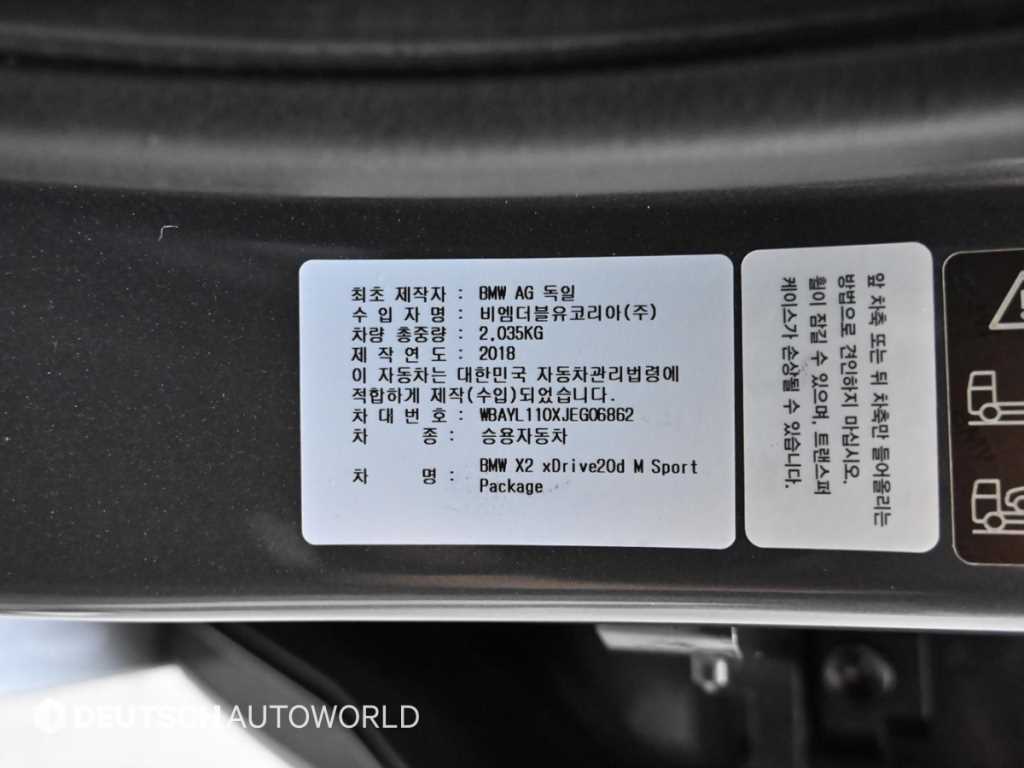 최초 제작자 : BMW AG 독일
수 입 자 명 : 비엠더블유코리아(주)
차량 총중량 : 2,035KG
제 작 연 도 : 2018
이 자동차는 대한민국 자동차관리법령에
적합하게 제작(수입)되었습니다.
차 대 번 호 : WBAYL110XJEG06862
차 종 : 승용자동차
차 명 : BMW X2 xDrive20d M Sport
Package
앞 차축 또는 뒤 차축만 들어올리는
방법으로 견인하지 마십시오.
휠이 잠길 수 있으며, 트랜스퍼
케이스가 손상될 수 있습니다.
DEUTSCH AUTOWORLD